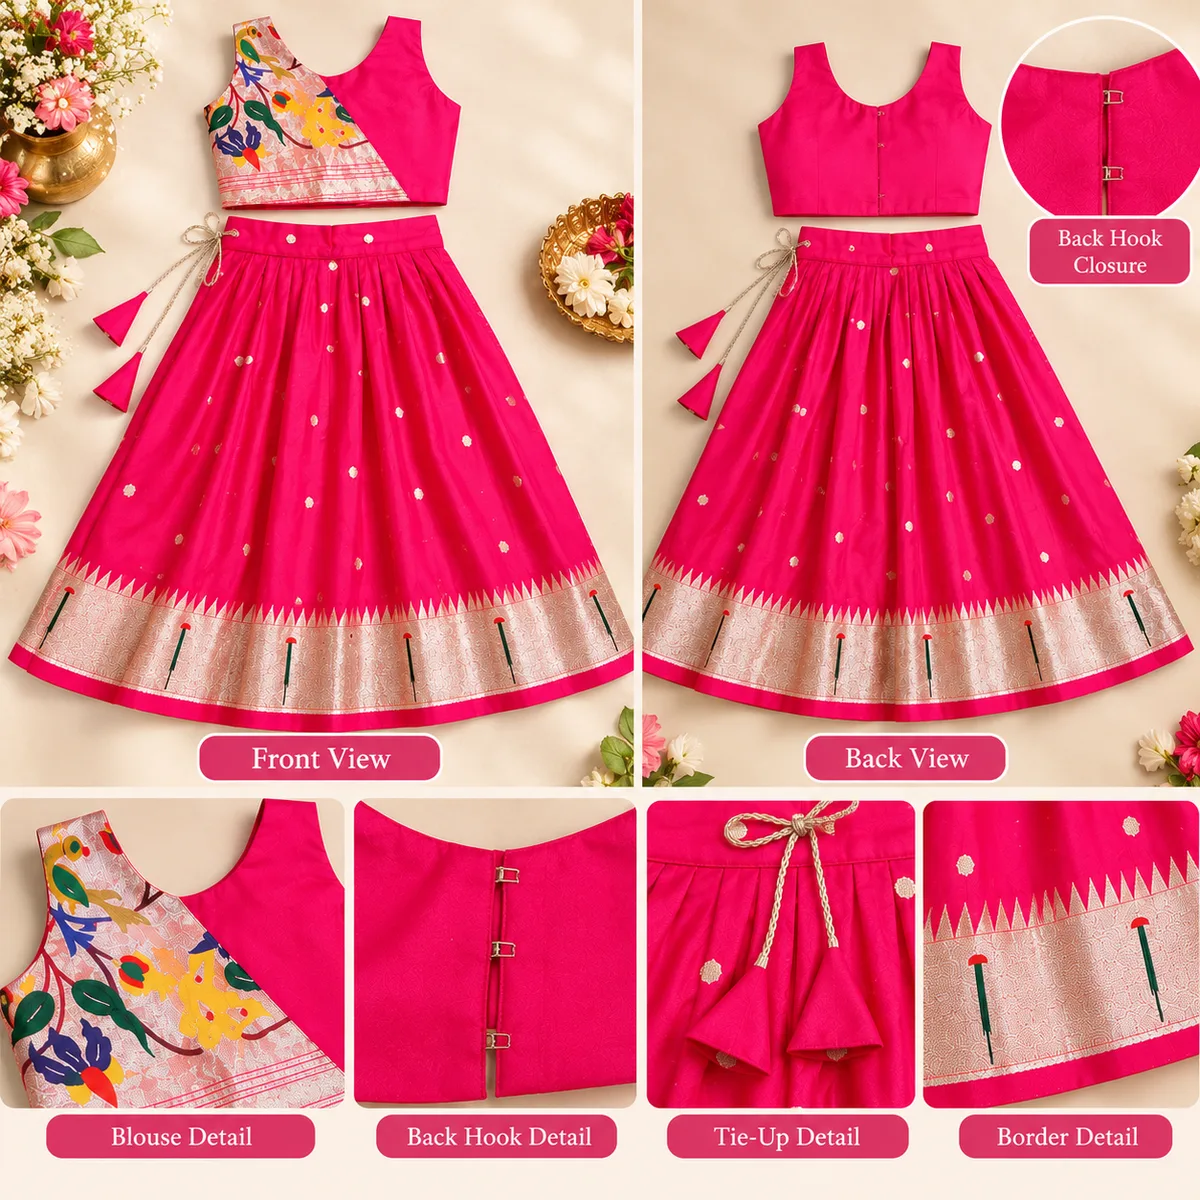 Back Hook
Closure
Front View
Back View
Blouse Detail
Back Hook Detail
Tie-Up Detail
Border Detail